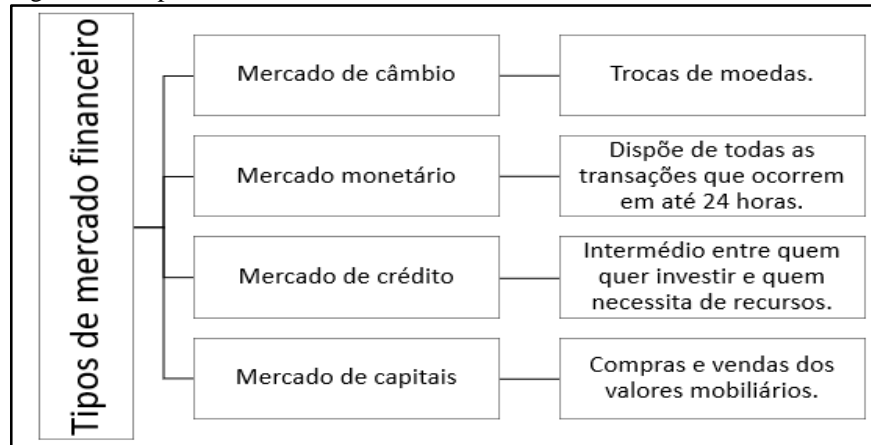 Tipos de mercado financeiro
Mercado de câmbio
Trocas de moedas.
Mercado monetário
Dispõe de todas as
transações que ocorrem
em até 24 horas.
Mercado de crédito
Intermédio entre quem
quer investir e quem
necessita de recursos.
Mercado de capitais
Compras e vendas dos
valores mobiliários.